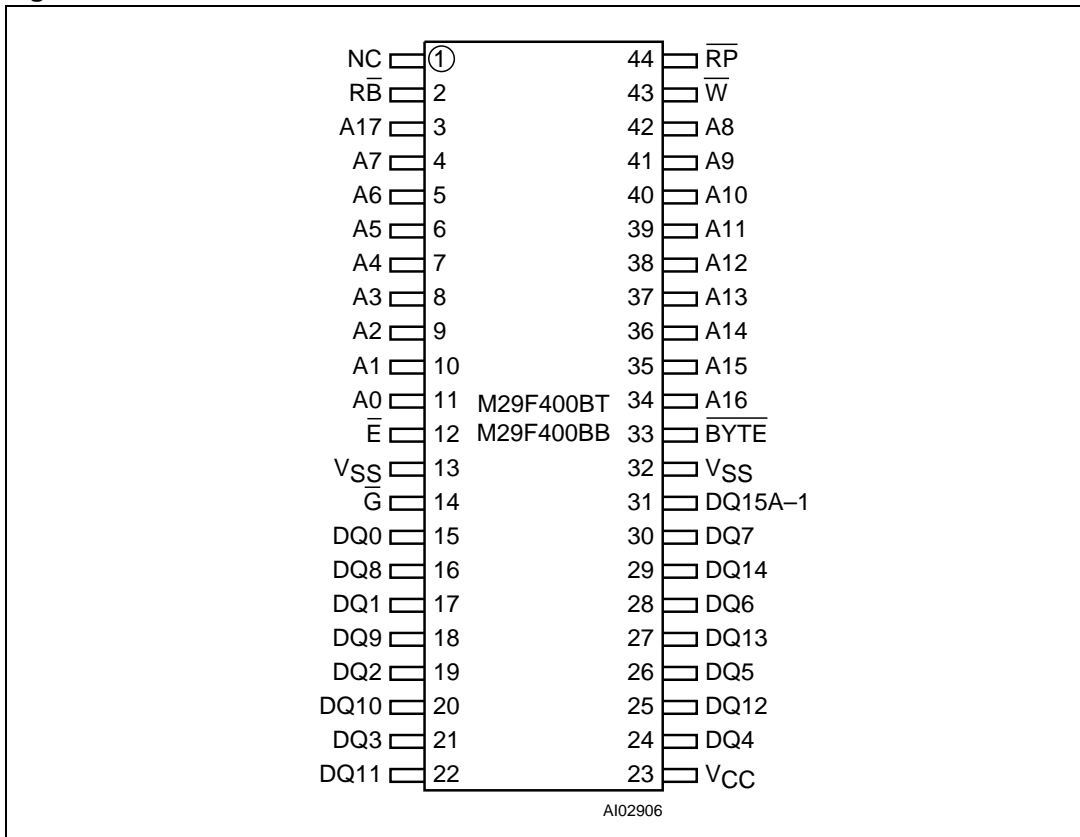 NC 1 44 R̅P̅
RB̅ 2 43 W̅
A17 3 42 A8
A7 4 41 A9
A6 5 40 A10
A5 6 39 A11
A4 7 38 A12
A3 8 37 A13
A2 9 36 A14
A1 10 35 A15
A0 11 M29F400BT 34 A16
E̅ 12 M29F400BB 33 B̅Y̅T̅E̅
VSS 13 32 VSS
G̅ 14 31 DQ15A–1
DQ0 15 30 DQ7
DQ8 16 29 DQ14
DQ1 17 28 DQ6
DQ9 18 27 DQ13
DQ2 19 26 DQ5
DQ10 20 25 DQ12
DQ3 21 24 DQ4
DQ11 22 23 VCC
AI02906